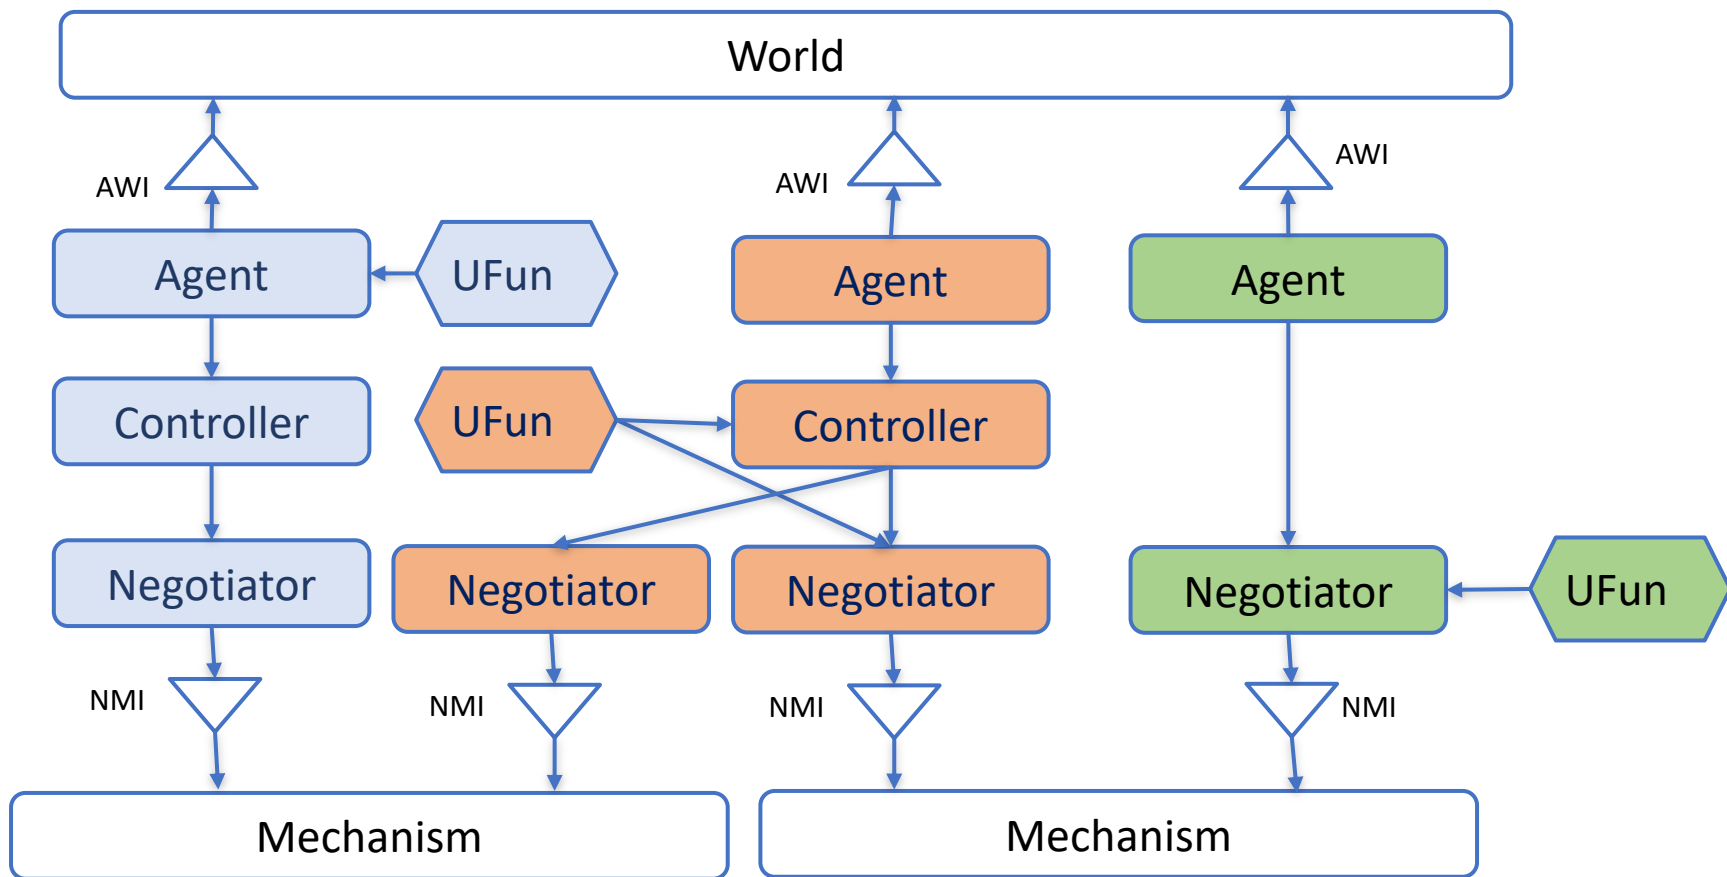 World
AWI
AWI
AWI
Agent
UFun
Agent
Agent
Controller
UFun
Controller
Negotiator
Negotiator
Negotiator
Negotiator
UFun
NMI
NMI
NMI
NMI
Mechanism
Mechanism